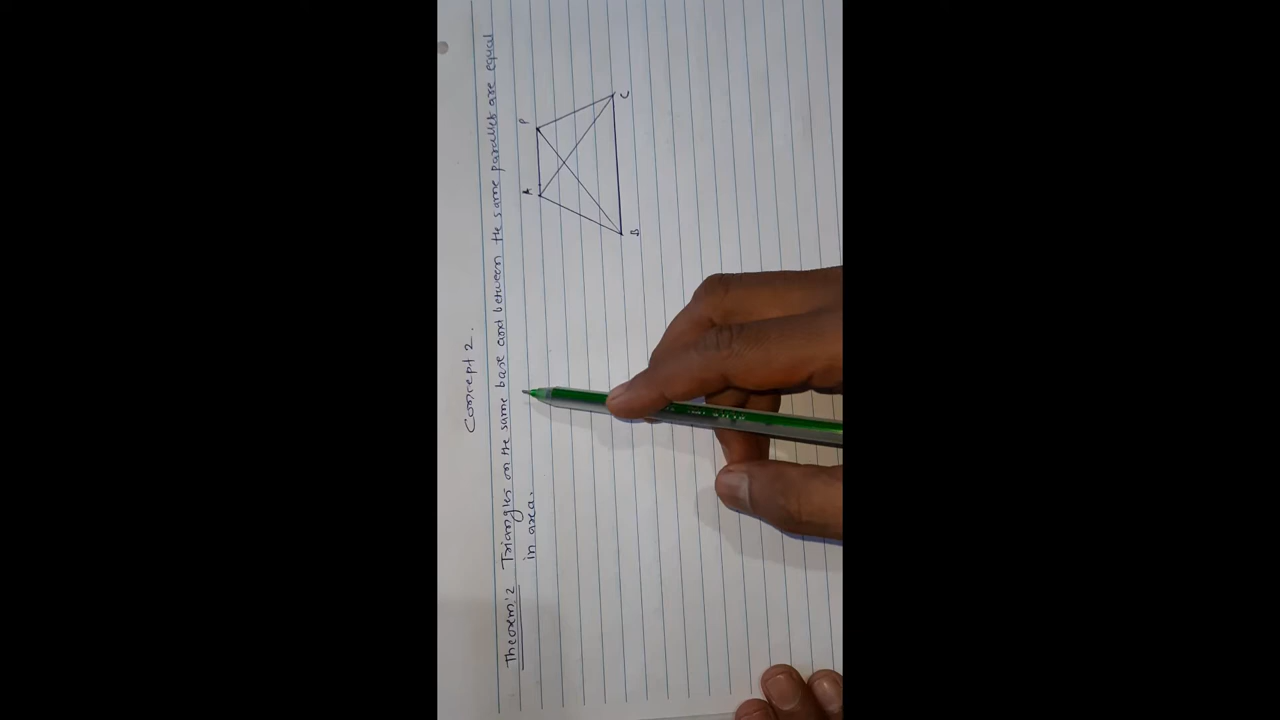 Concept 2.
Theorem: 2 Triangles on the same base and between the same parallels are equal
in area.
A P
B C